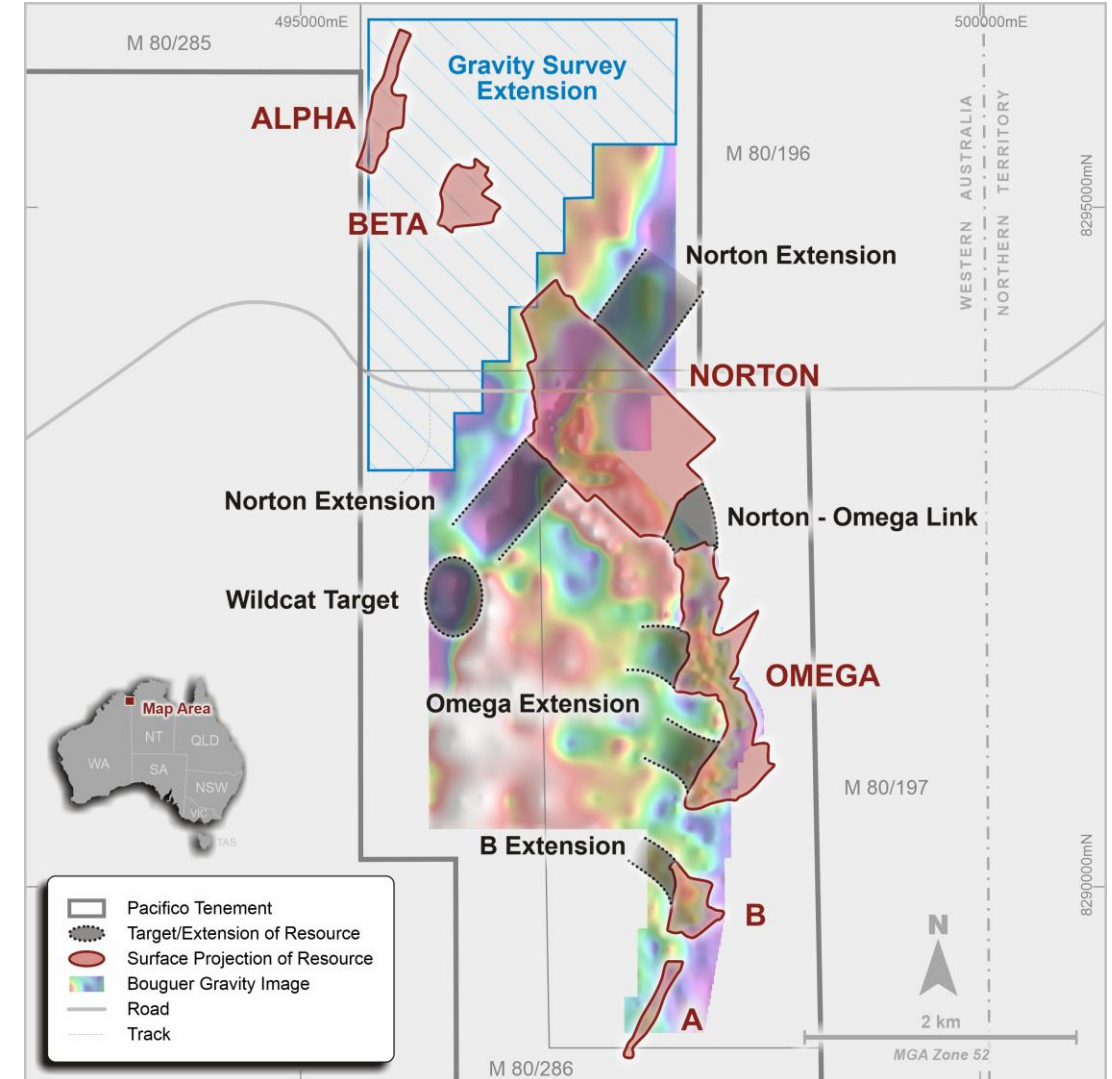 495000mE
500000mE
M 80/285
Gravity Survey
Extension
ALPHA
M 80/196
WESTERN AUSTRALIA
NORTHERN TERRITORY
8295000mN
BETA
Norton Extension
NORTON
Norton Extension
Norton - Omega Link
Wildcat Target
OMEGA
Omega Extension
Map Area
WA
NT
QLD
SA
NSW
VIC
TAS
M 80/197
B Extension
8290000mN
B
N
A
2 km
MGA Zone 52
M 80/286
Pacifico Tenement
Target/Extension of Resource
Surface Projection of Resource
Bouguer Gravity Image
Road
Track